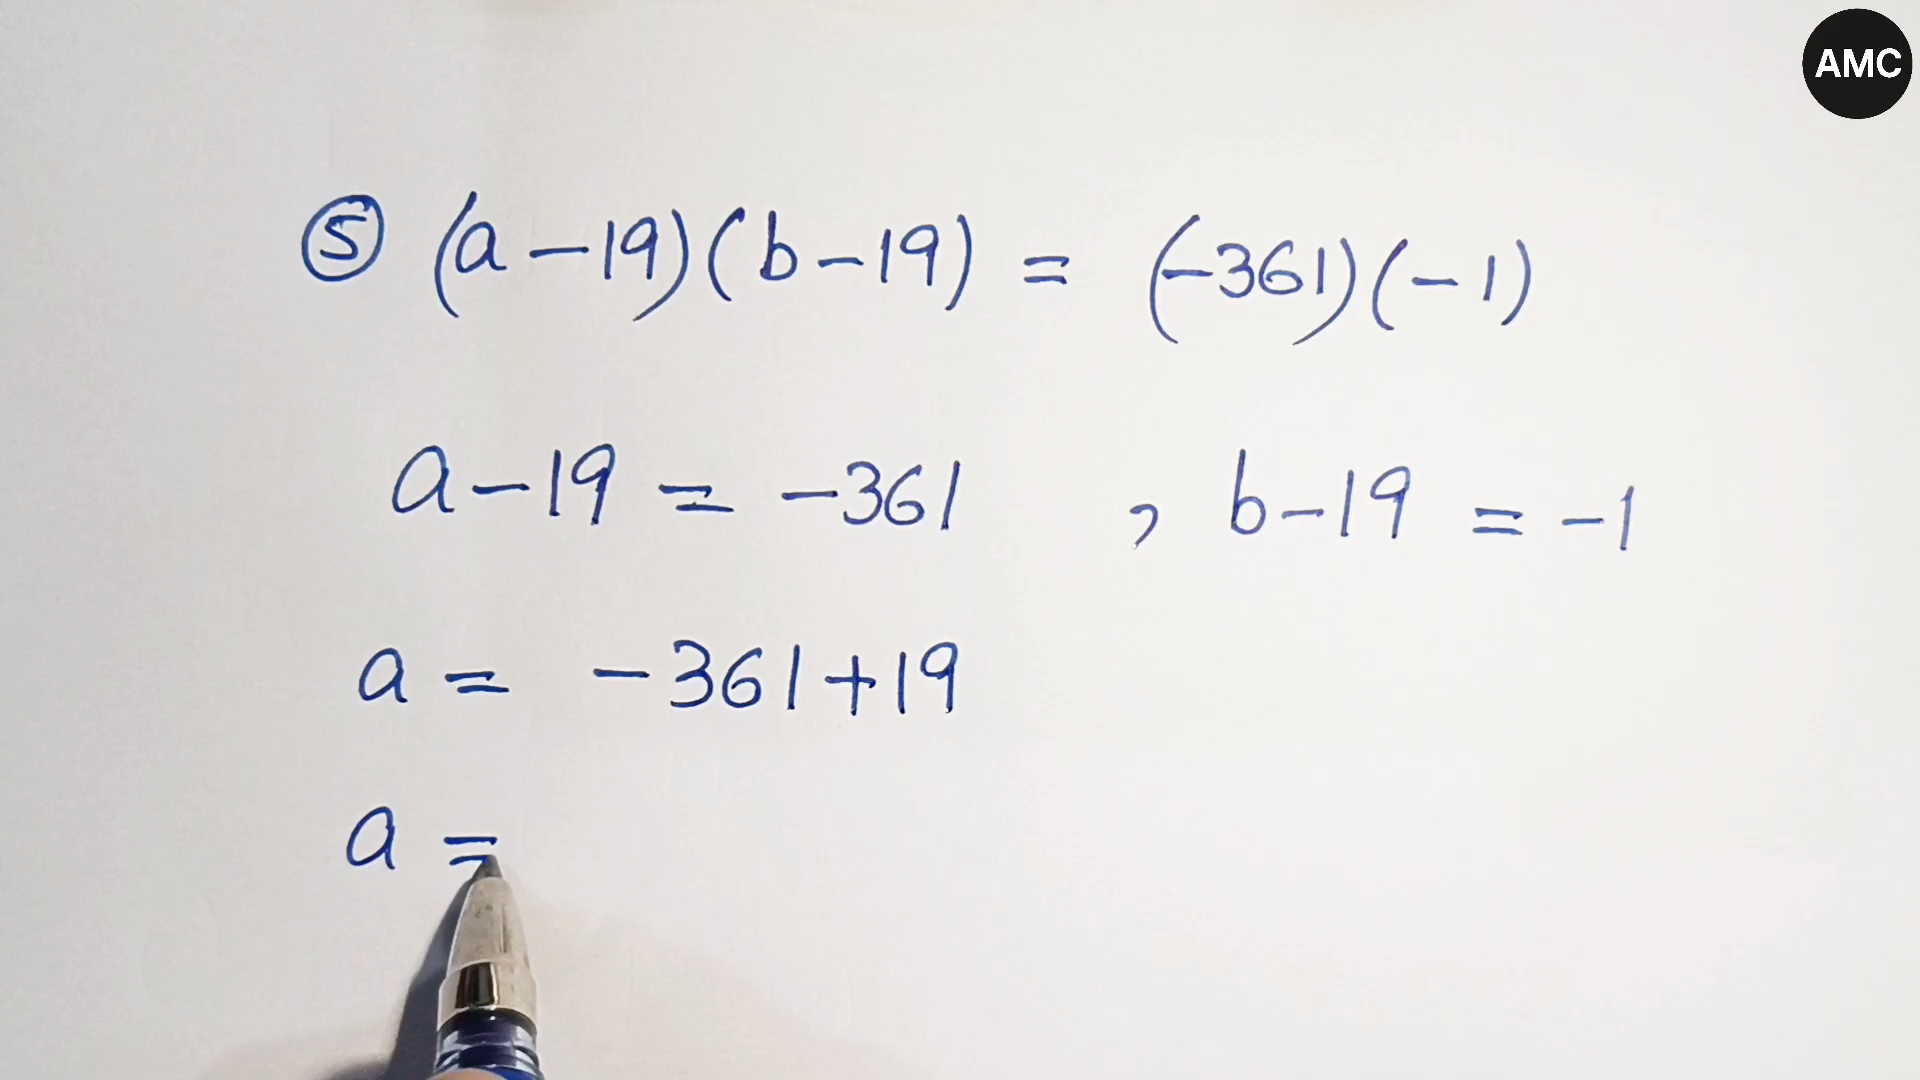 AMC
⑤ (a-19)(b-19) = (-361)(-1)
a-19 = -361 , b-19 = -1
a = -361+19
a =